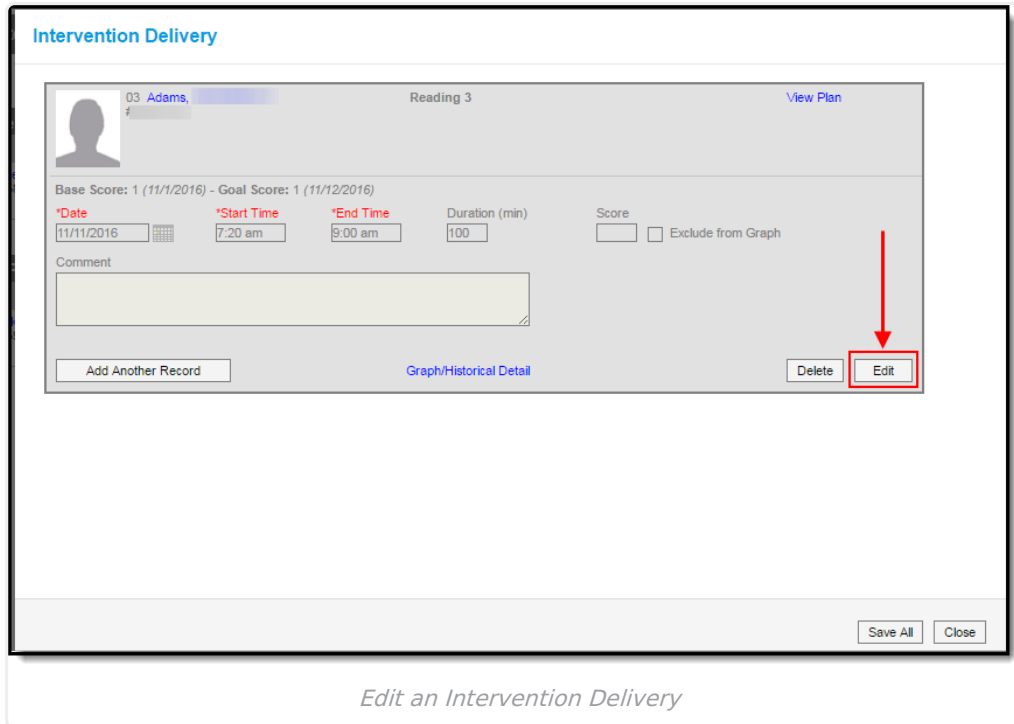 Intervention Delivery
03 Adams, Reading 3 View Plan
#
Base Score: 1 (11/1/2016) - Goal Score: 1 (11/12/2016)
*Date *Start Time *End Time Duration (min) Score
11/11/2016 7:20 am 9:00 am 100 Exclude from Graph
Comment
Add Another Record Graph/Historical Detail Delete Edit
Save All Close
Edit an Intervention Delivery